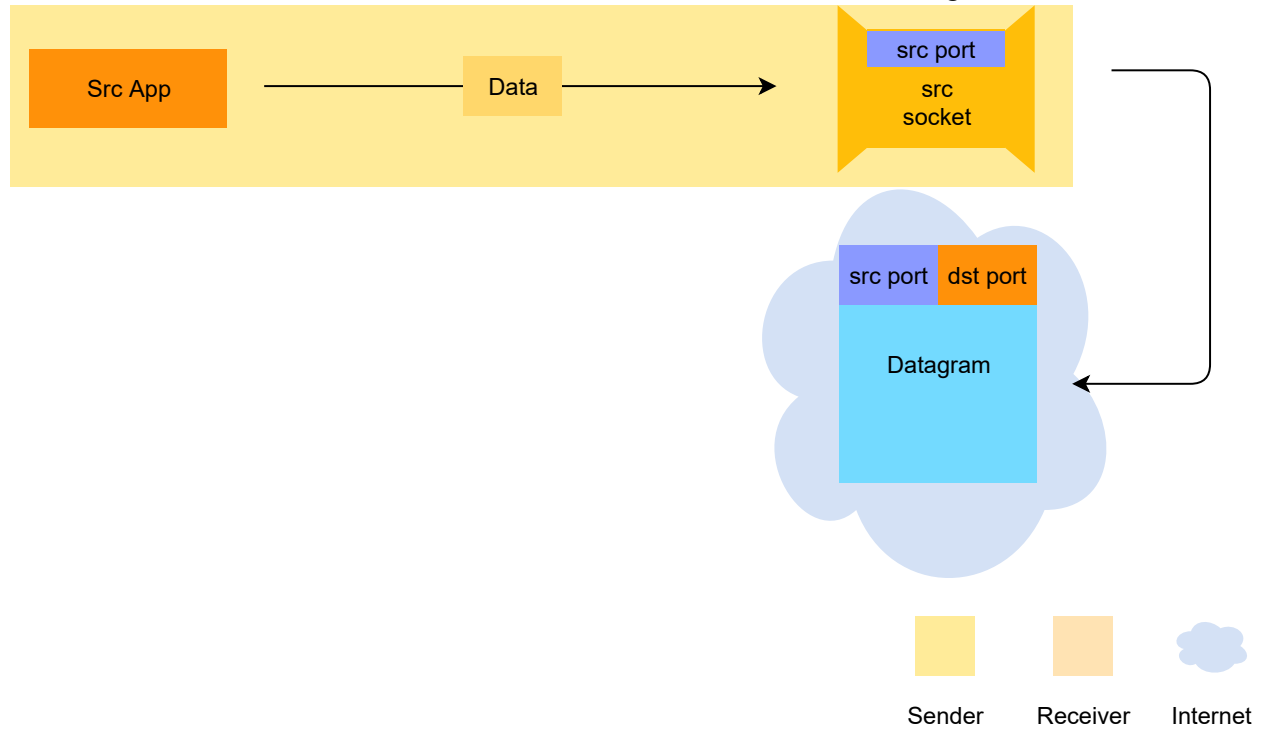 src port
Src App
Data
src
socket
src port
dst port
Datagram
Sender
Receiver
Internet